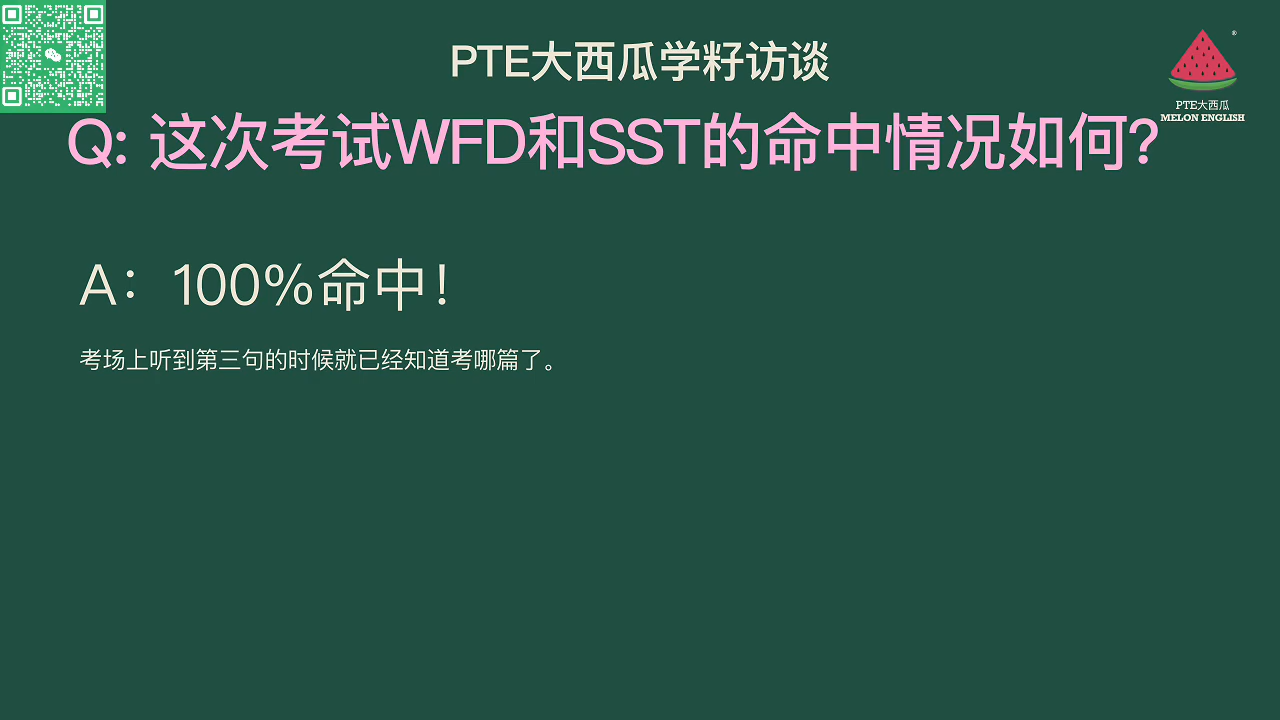 PTE大西瓜学籽访谈
®
PTE大西瓜
MELON ENGLISH
Q: 这次考试WFD和SST的命中情况如何?
A：100%命中！
考场上听到第三句的时候就已经知道考哪篇了。